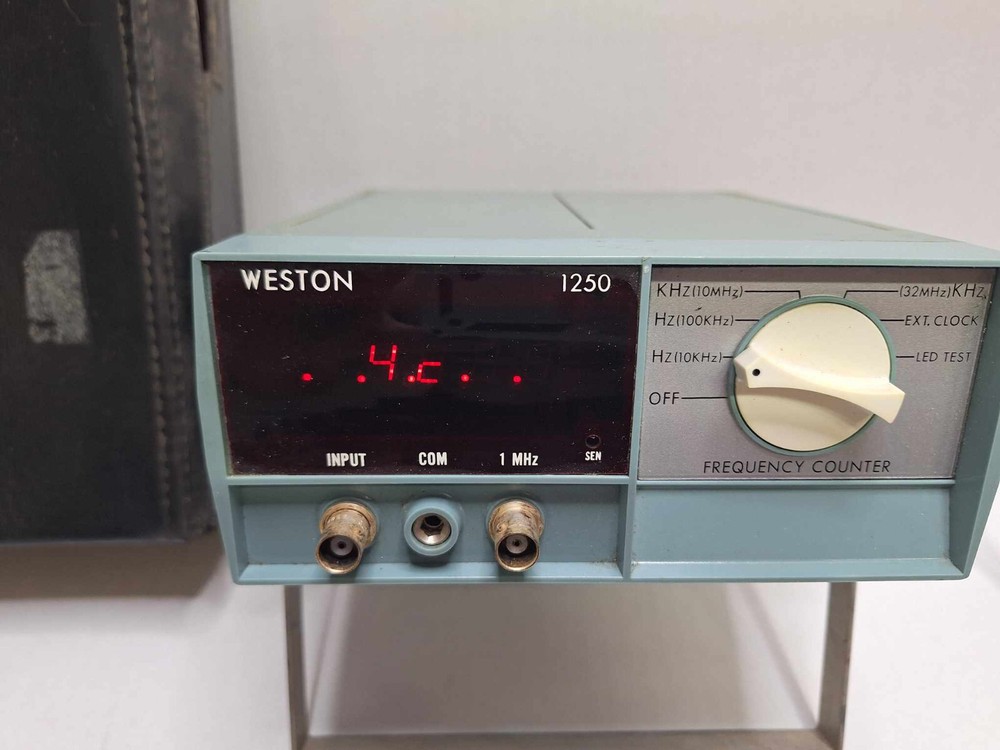 WESTON 1250
.4.c. .
INPUT COM 1 MHz SEN
KHz(10MHz) (32MHz)KHz
Hz(100KHz) EXT. CLOCK
Hz(10KHz) LED TEST
OFF
FREQUENCY COUNTER